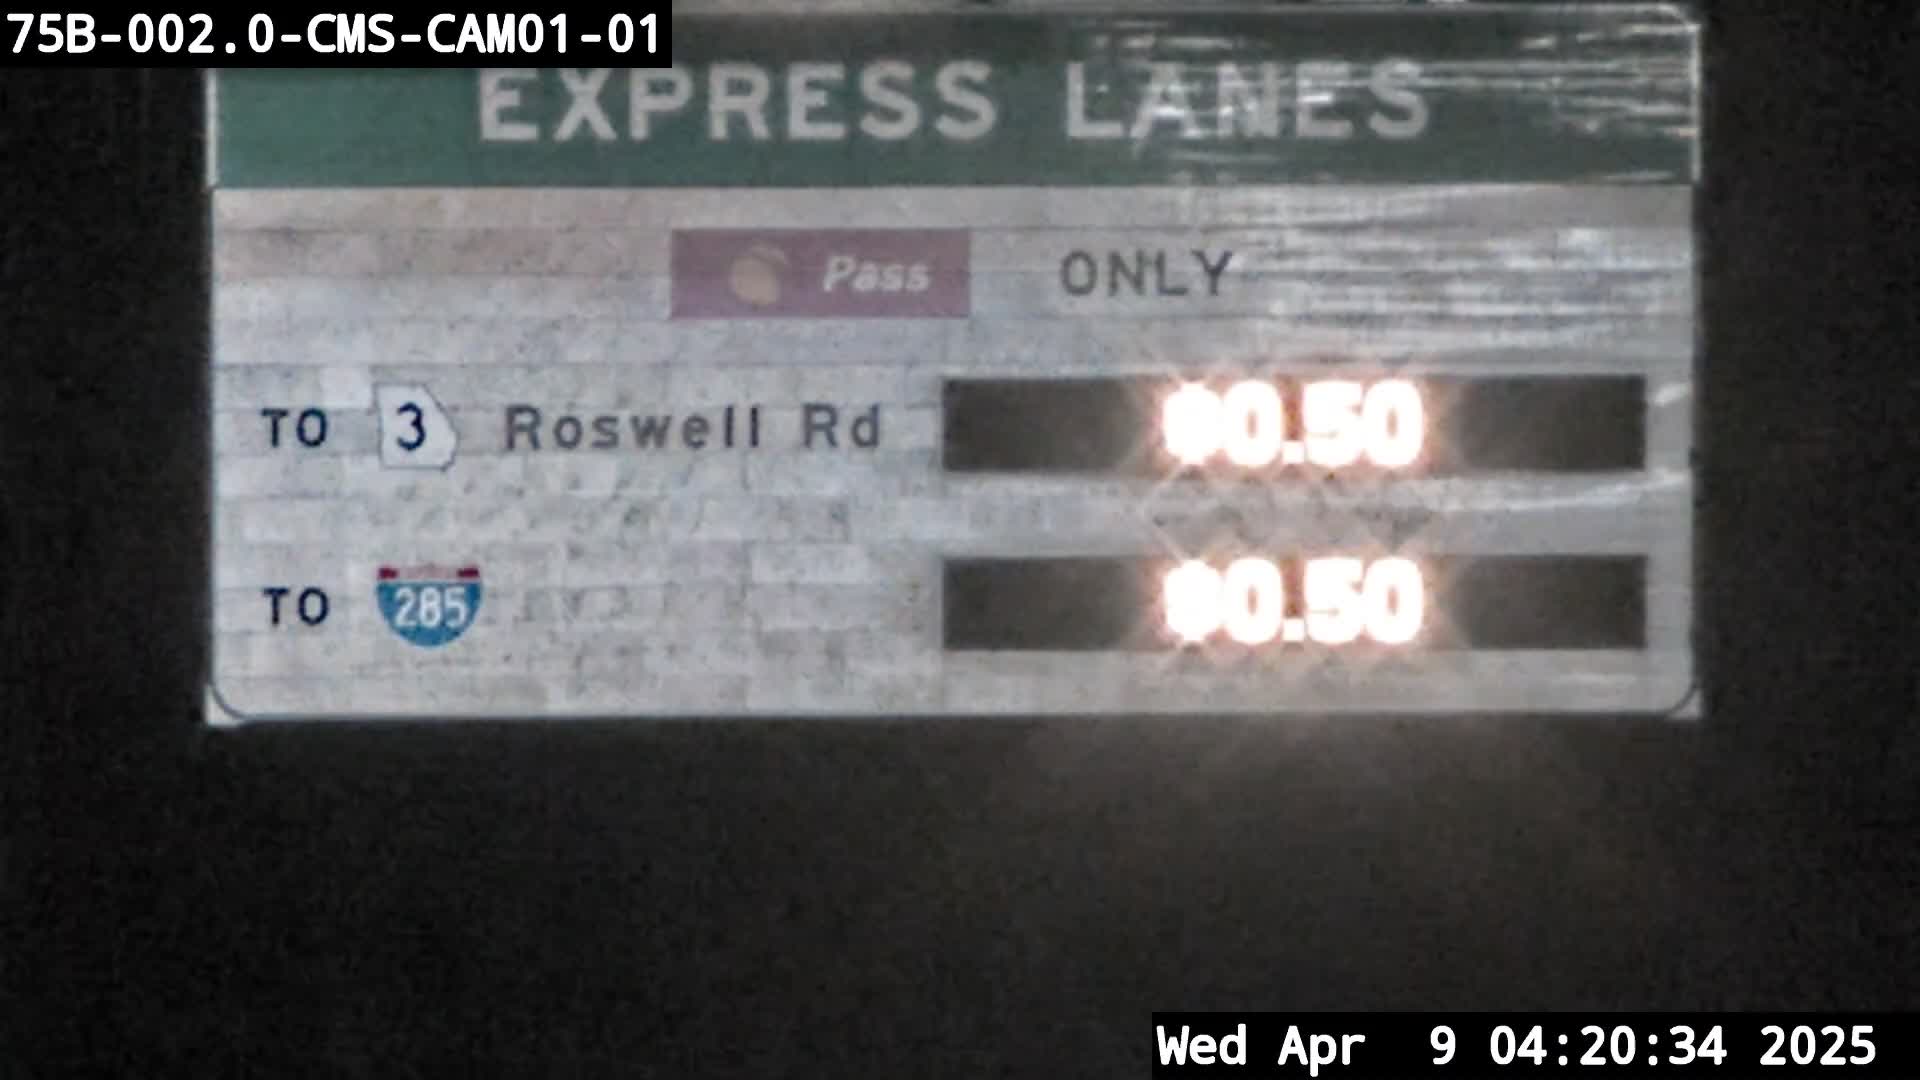 75B-002.0-CMS-CAM01-01
EXPRESS LANES
Pass ONLY
TO 3 Roswell Rd $0.50
TO 285 $0.50
Wed Apr 9 04:20:34 2025